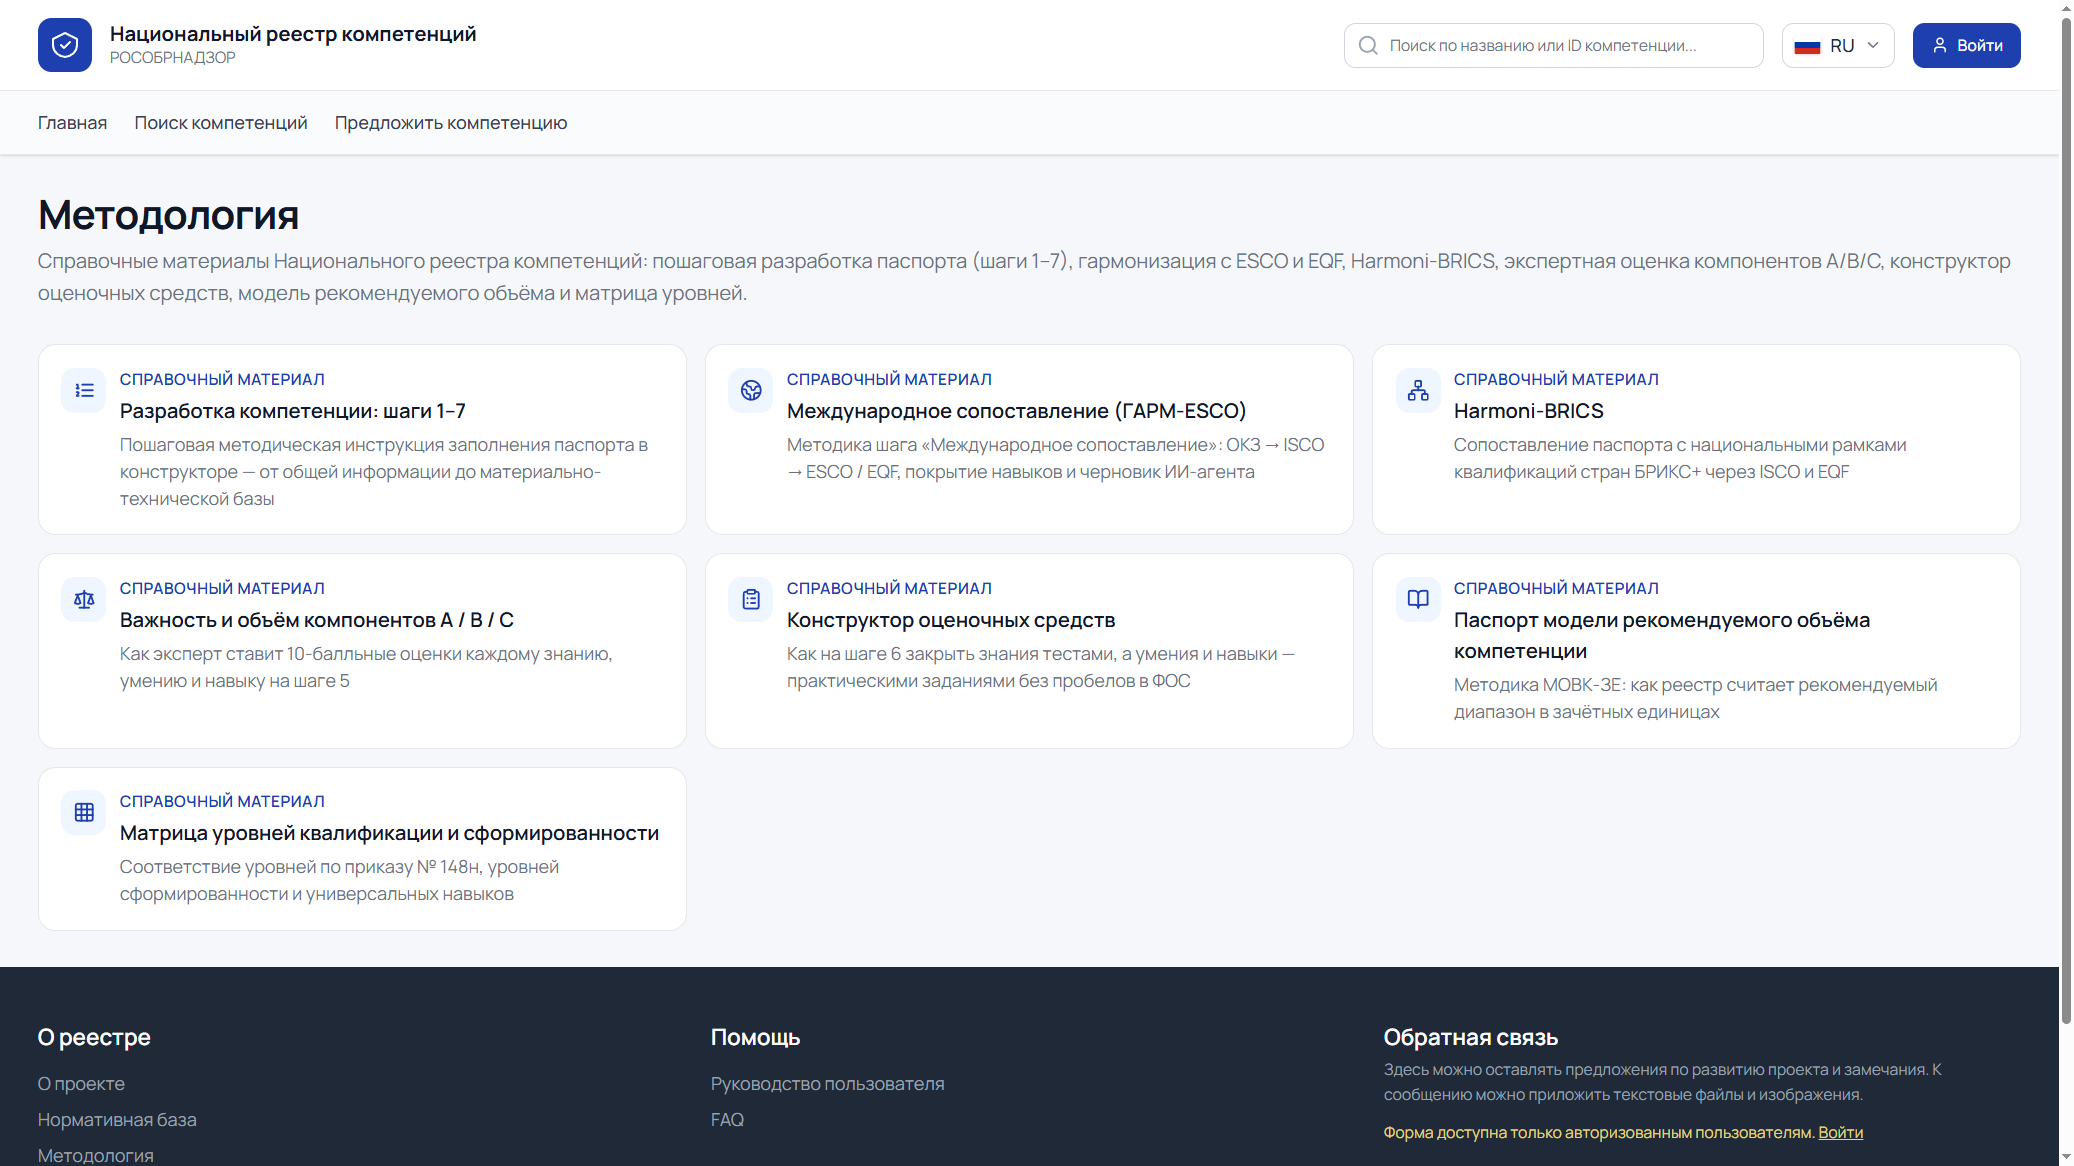 Национальный реестр компетенций
РОСОБРНАДЗОР
Поиск по названию или ID компетенции...
RU
Войти
Главная
Поиск компетенций
Предложить компетенцию
Методология
Справочные материалы Национального реестра компетенций: пошаговая разработка паспорта (шаги 1–7), гармонизация с ESCO и EQF, Harmoni-BRICS, экспертная оценка компонентов A/B/C, конструктор
оценочных средств, модель рекомендуемого объёма и матрица уровней.
СПРАВОЧНЫЙ МАТЕРИАЛ
Разработка компетенции: шаги 1–7
Пошаговая методическая инструкция заполнения паспорта в
конструкторе — от общей информации до материально-
технической базы
СПРАВОЧНЫЙ МАТЕРИАЛ
Международное сопоставление (ГАРМ-ESCO)
Методика шага «Международное сопоставление»: ОКЗ → ISCO
→ ESCO / EQF, покрытие навыков и черновик ИИ-агента
СПРАВОЧНЫЙ МАТЕРИАЛ
Harmoni-BRICS
Сопоставление паспорта с национальными рамками
квалификаций стран БРИКС+ через ISCO и EQF
СПРАВОЧНЫЙ МАТЕРИАЛ
Важность и объём компонентов A / B / C
Как эксперт ставит 10-балльные оценки каждому знанию,
умению и навыку на шаге 5
СПРАВОЧНЫЙ МАТЕРИАЛ
Конструктор оценочных средств
Как на шаге 6 закрыть знания тестами, а умения и навыки —
практическими заданиями без пробелов в ФОС
СПРАВОЧНЫЙ МАТЕРИАЛ
Паспорт модели рекомендуемого объёма
компетенции
Методика МОВК-ЗЕ: как реестр считает рекомендуемый
диапазон в зачётных единицах
СПРАВОЧНЫЙ МАТЕРИАЛ
Матрица уровней квалификации и сформированности
Соответствие уровней по приказу № 148н, уровней
сформированности и универсальных навыков
О реестре
О проекте
Нормативная база
Методология
Помощь
Руководство пользователя
FAQ
Обратная связь
Здесь можно оставлять предложения по развитию проекта и замечания. К
сообщению можно приложить текстовые файлы и изображения.
Форма доступна только авторизованным пользователям. Войти